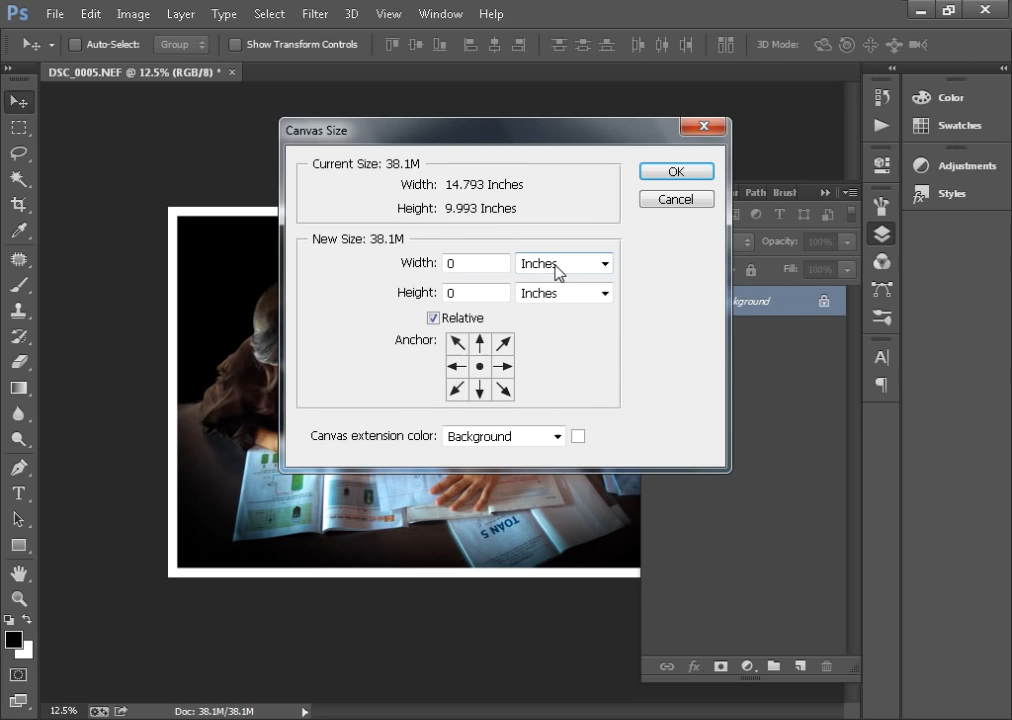 Ps File Edit Image Layer Type Select Filter 3D View Window Help
Auto-Select: Group Show Transform Controls 3D Mode:
DSC_0005.NEF @ 12.5% (RGB/8) * ×
Canvas Size
Current Size: 38.1M
Width: 14.793 Inches
Height: 9.993 Inches
New Size: 38.1M
Width: 0 Inches
Height: 0 Inches
Relative
Anchor:
Canvas extension color: Background
OK
Cancel
Path Brust
Opacity: 100%
Fill: 100%
kground
Color
Swatches
Adjustments
Styles
TOÁN 5
12.5% Doc: 38.1M/38.1M